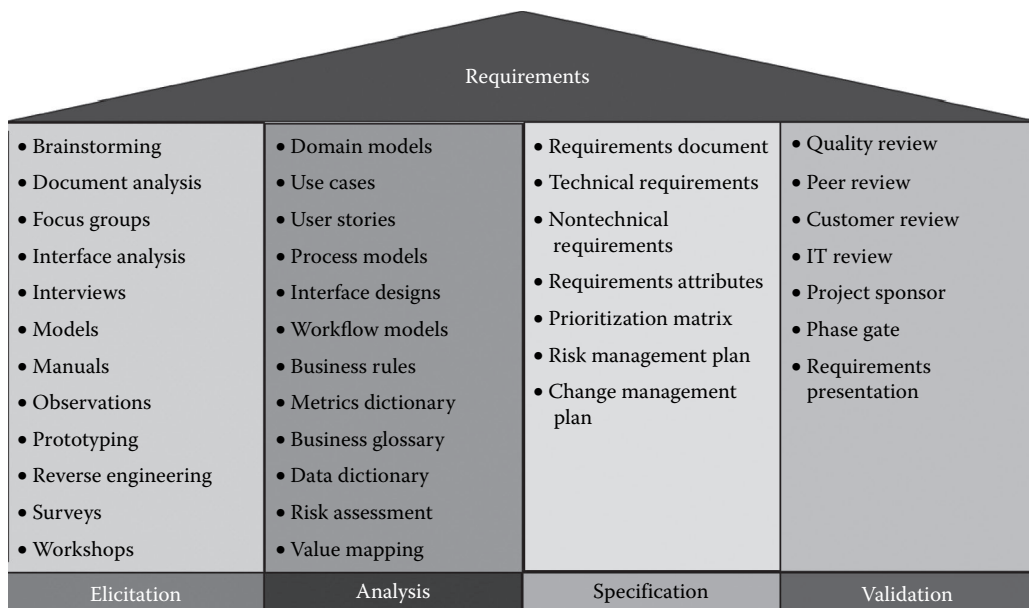 Requirements
• Brainstorming
• Document analysis
• Focus groups
• Interface analysis
• Interviews
• Models
• Manuals
• Observations
• Prototyping
• Reverse engineering
• Surveys
• Workshops
Elicitation
• Domain models
• Use cases
• User stories
• Process models
• Interface designs
• Workflow models
• Business rules
• Metrics dictionary
• Business glossary
• Data dictionary
• Risk assessment
• Value mapping
Analysis
• Requirements document
• Technical requirements
• Nontechnical
requirements
• Requirements attributes
• Prioritization matrix
• Risk management plan
• Change management
plan
Specification
• Quality review
• Peer review
• Customer review
• IT review
• Project sponsor
• Phase gate
• Requirements
presentation
Validation